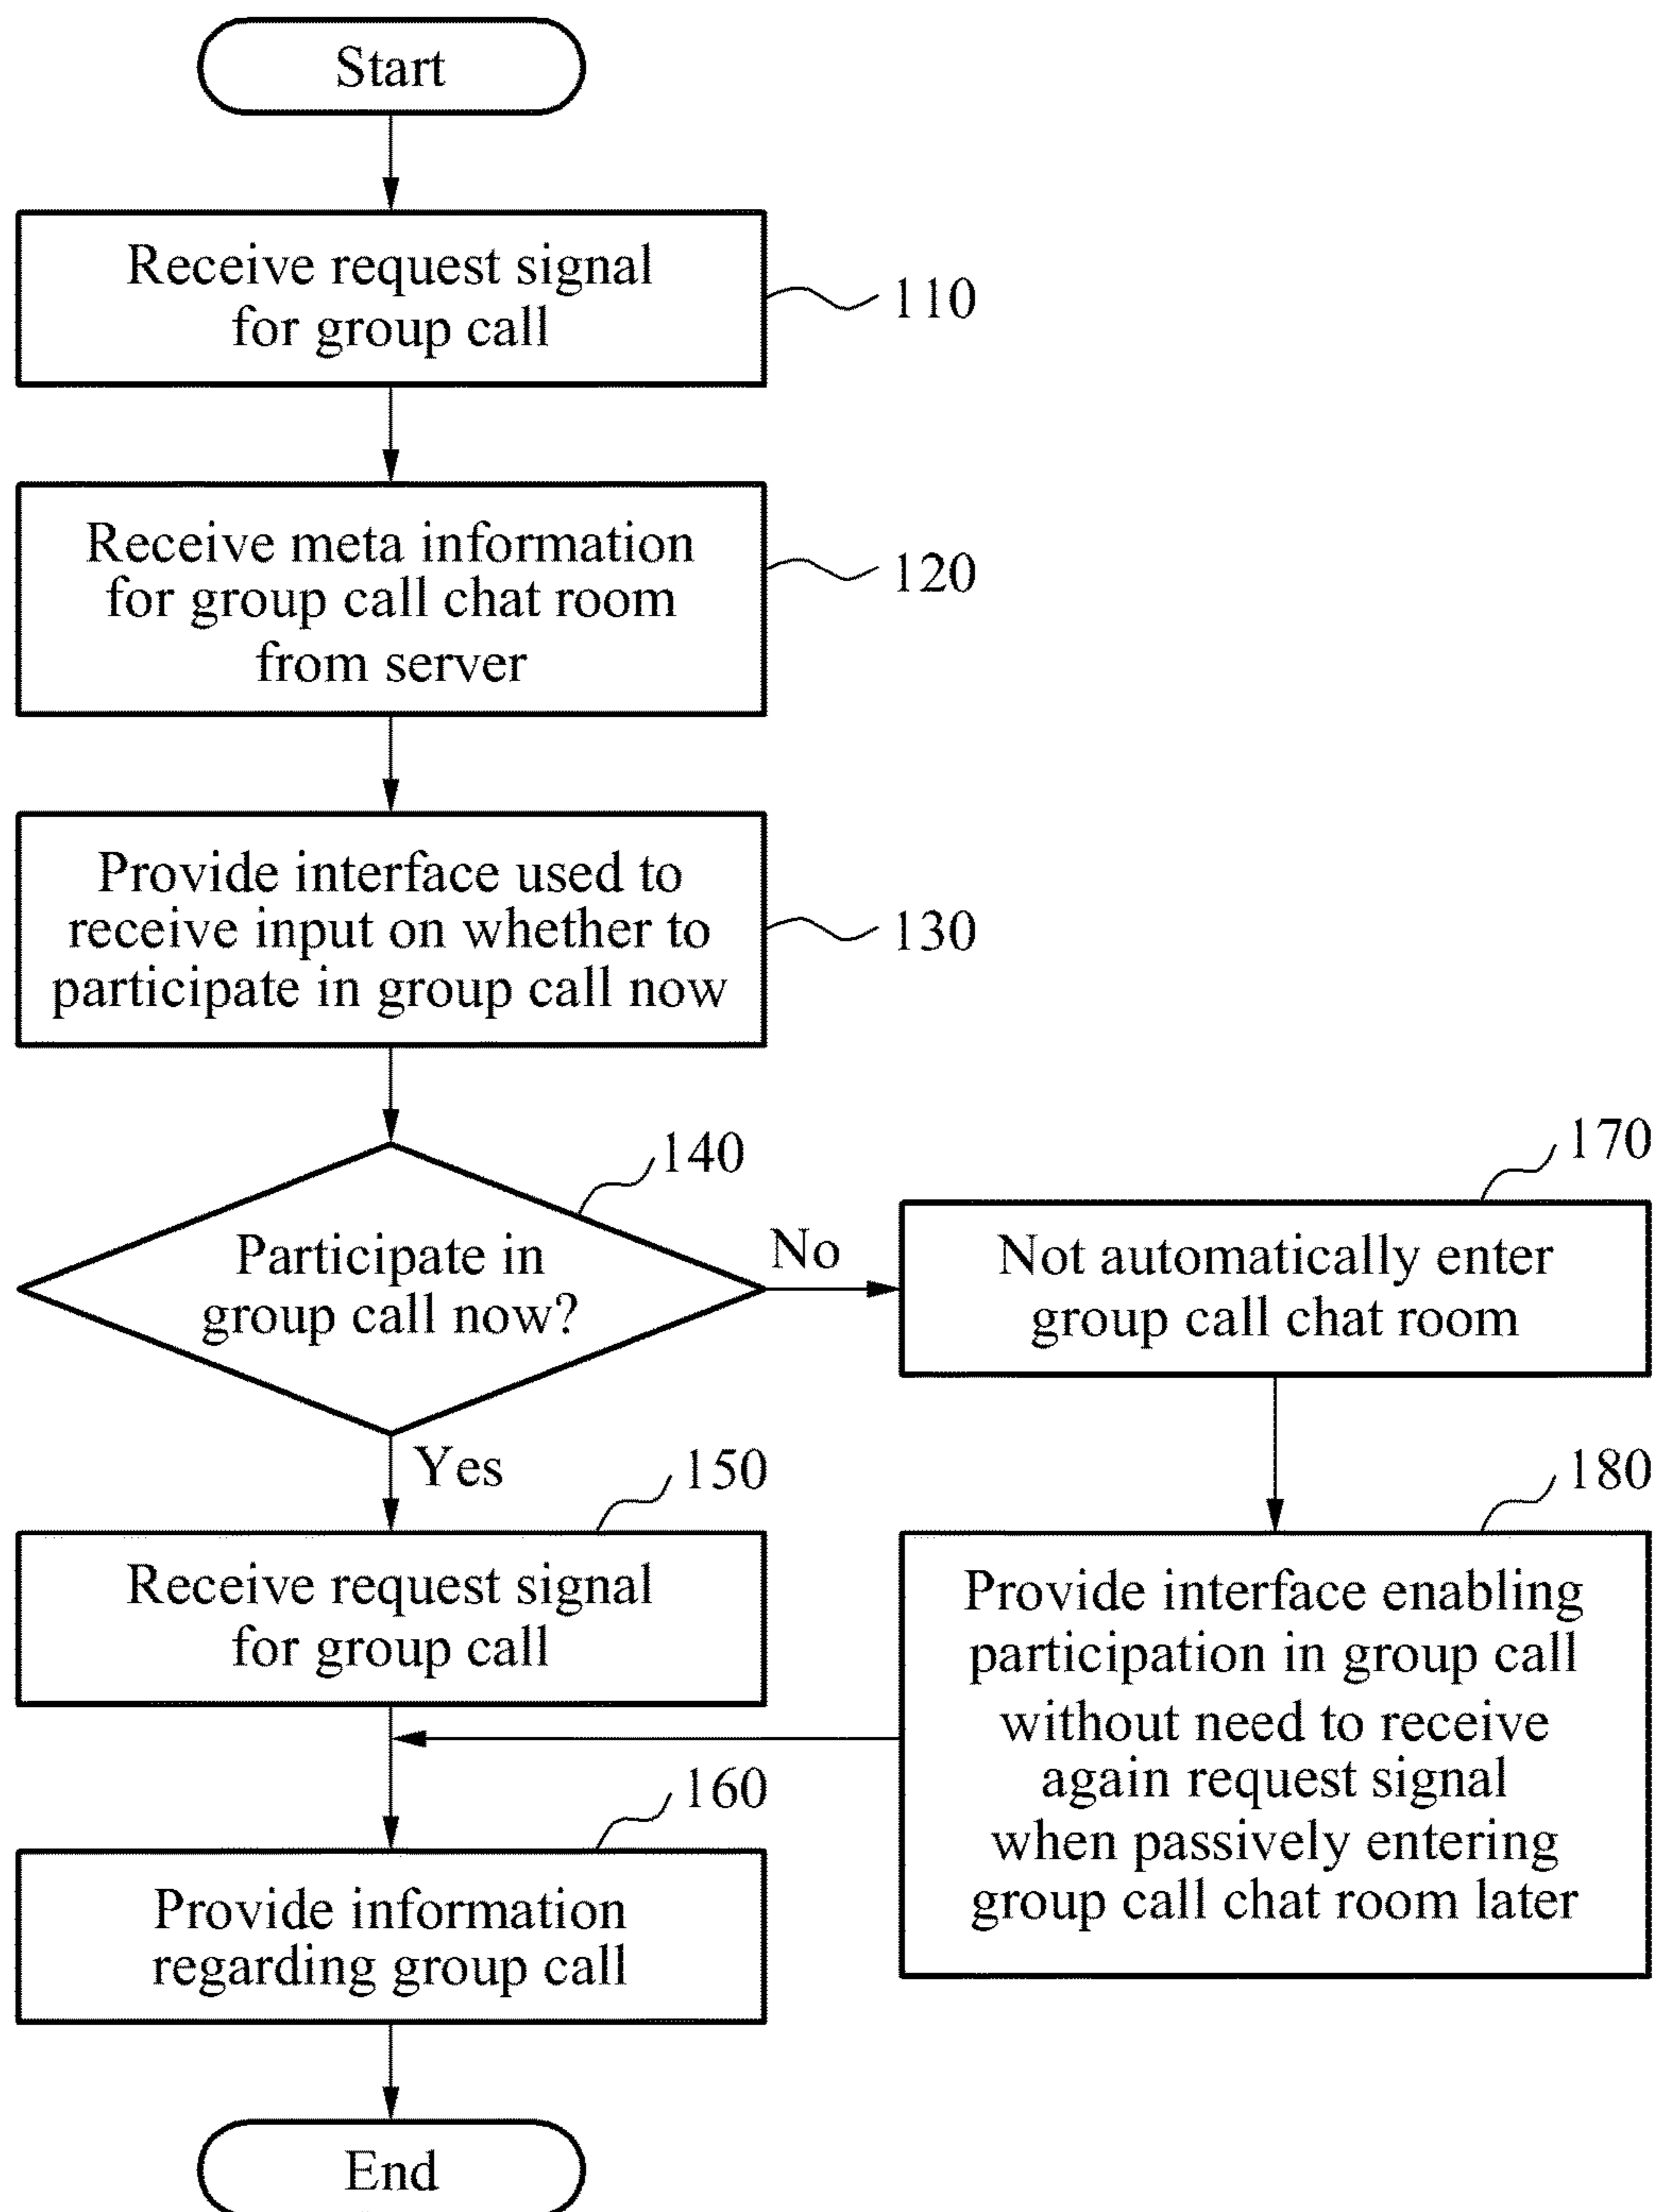 Start
Receive request signal
for group call
110
Receive meta information
for group call chat room
from server
120
Provide interface used to
receive input on whether to
participate in group call now
130
140
Participate in
group call now?
No
170
Not automatically enter
group call chat room
Yes
150
Receive request signal
for group call
180
Provide interface enabling
participation in group call
without need to receive
again request signal
when passively entering
group call chat room later
160
Provide information
regarding group call
End